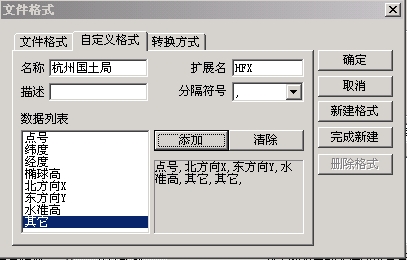 文件格式
文件格式 自定义格式 转换方式
名称 杭州国土局 扩展名 HFX
描述 分隔符号 ,
数据列表
点号
纬度
经度
椭球高
北方向X
东方向Y
水准高
其它
添加 清除
点号,北方向X,东方向Y,水
准高,其它,其它,
确定
取消
新建格式
完成新建
删除格式